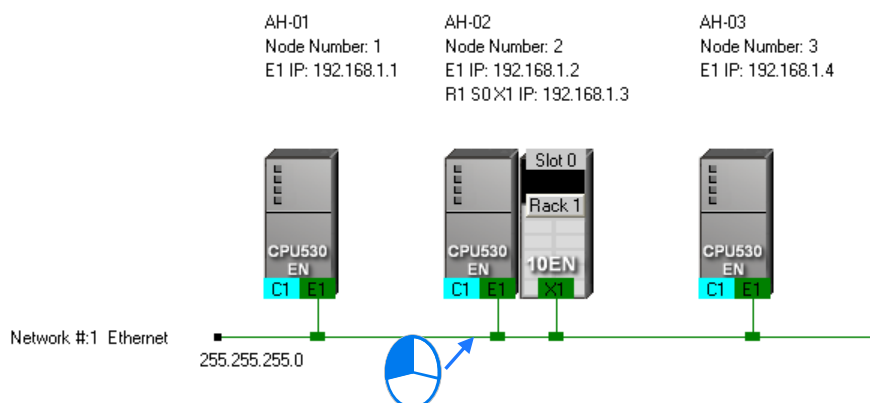 AH-01
Node Number: 1
E1 IP: 192.168.1.1
AH-02
Node Number: 2
E1 IP: 192.168.1.2
R1 S0 X1 IP: 192.168.1.3
AH-03
Node Number: 3
E1 IP: 192.168.1.4
CPU530
EN
C1 E1
CPU530
EN
C1 E1
Slot 0
Rack 1
10EN
X1
CPU530
EN
C1 E1
Network #:1 Ethernet
255.255.255.0